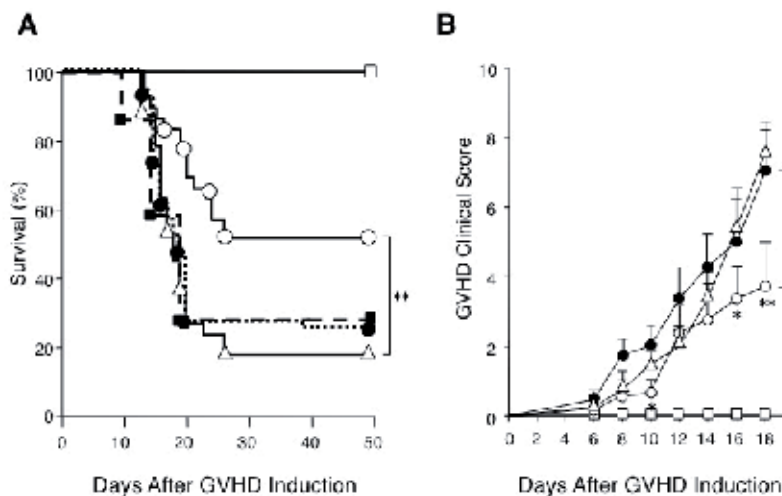 A
B
Survival (%)
100
80
60
40
20
0
0 10 20 30 40 50
Days After GVHD Induction
**
GVHD Clinical Score
10
8
6
4
2
0
0 2 4 6 8 10 12 14 16 18
Days After GVHD Induction
*
**